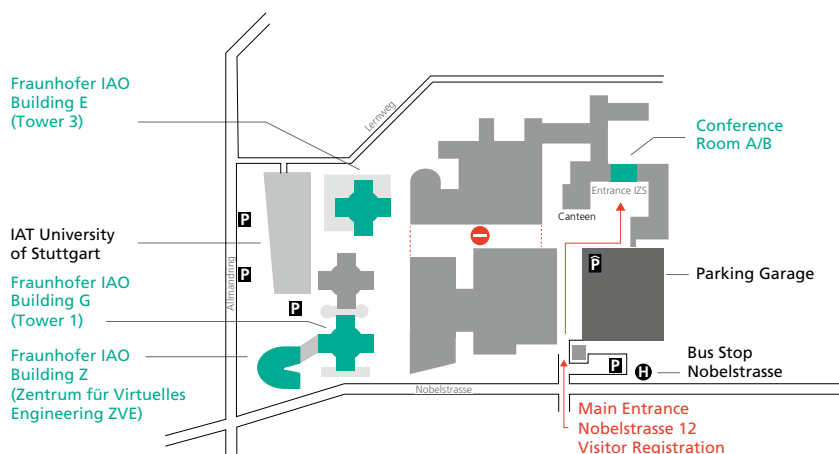 Fraunhofer IAO
Building E
(Tower 3)
Lernweg
Conference
Room A/B
Entrance IZS
Canteen
P
IAT University
of Stuttgart
P
P
Parking Garage
Allmandring
Fraunhofer IAO
Building G
(Tower 1)
P
Fraunhofer IAO
Building Z
(Zentrum für Virtuelles
Engineering ZVE)
P
H
Bus Stop
Nobelstrasse
Nobelstrasse
Main Entrance
Nobelstrasse 12
Visitor Registration